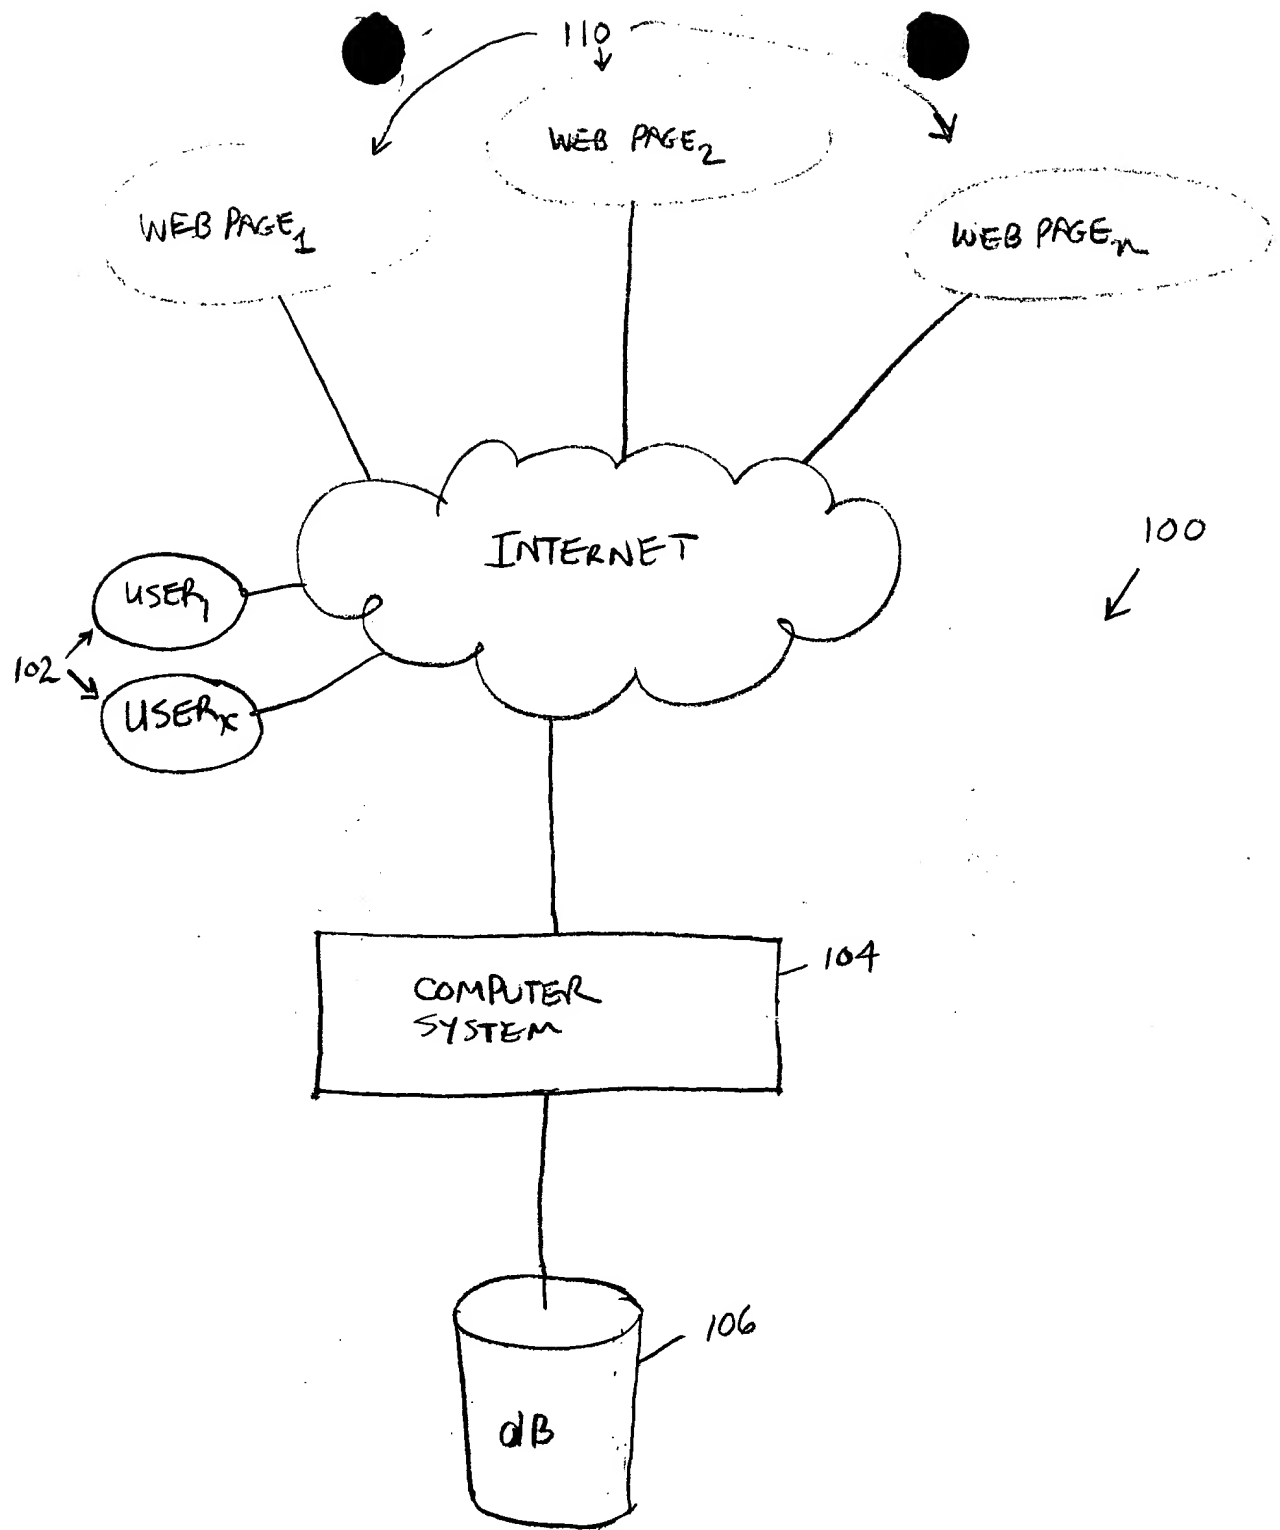 110
WEB PAGE2
WEB PAGE1
WEB PAGEn
INTERNET
100
USER1
102
USERx
104
COMPUTER
SYSTEM
106
dB